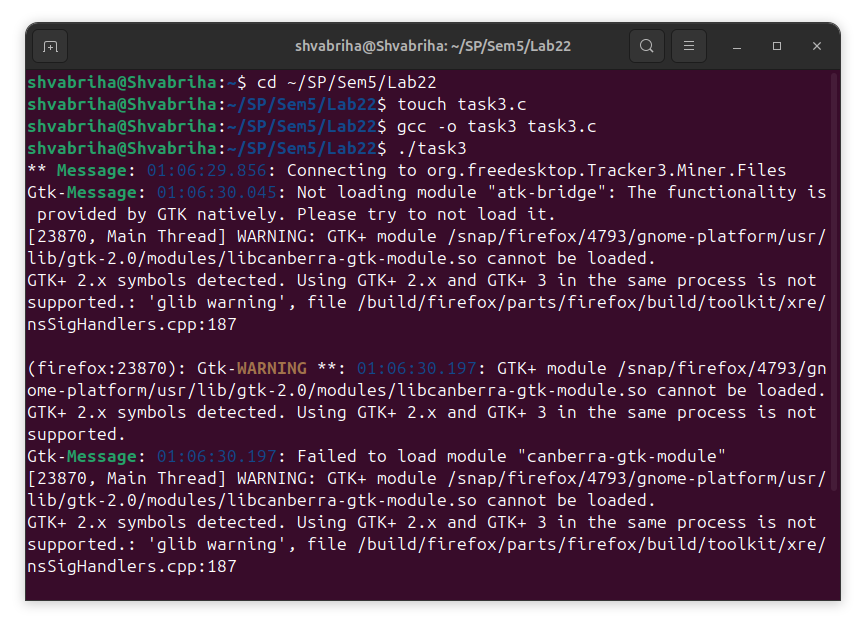 shvabriha@Shvabriha: ~/SP/Sem5/Lab22
shvabriha@Shvabriha:~$ cd ~/SP/Sem5/Lab22
shvabriha@Shvabriha:~/SP/Sem5/Lab22$ touch task3.c
shvabriha@Shvabriha:~/SP/Sem5/Lab22$ gcc -o task3 task3.c
shvabriha@Shvabriha:~/SP/Sem5/Lab22$ ./task3
** Message: 01:06:29.856: Connecting to org.freedesktop.Tracker3.Miner.Files
Gtk-Message: 01:06:30.045: Not loading module "atk-bridge": The functionality is
 provided by GTK natively. Please try to not load it.
[23870, Main Thread] WARNING: GTK+ module /snap/firefox/4793/gnome-platform/usr/
lib/gtk-2.0/modules/libcanberra-gtk-module.so cannot be loaded.
GTK+ 2.x symbols detected. Using GTK+ 2.x and GTK+ 3 in the same process is not
supported.: 'glib warning', file /build/firefox/parts/firefox/build/toolkit/xre/
nsSigHandlers.cpp:187

(firefox:23870): Gtk-WARNING **: 01:06:30.197: GTK+ module /snap/firefox/4793/gn
ome-platform/usr/lib/gtk-2.0/modules/libcanberra-gtk-module.so cannot be loaded.
GTK+ 2.x symbols detected. Using GTK+ 2.x and GTK+ 3 in the same process is not
supported.
Gtk-Message: 01:06:30.197: Failed to load module "canberra-gtk-module"
[23870, Main Thread] WARNING: GTK+ module /snap/firefox/4793/gnome-platform/usr/
lib/gtk-2.0/modules/libcanberra-gtk-module.so cannot be loaded.
GTK+ 2.x symbols detected. Using GTK+ 2.x and GTK+ 3 in the same process is not
supported.: 'glib warning', file /build/firefox/parts/firefox/build/toolkit/xre/
nsSigHandlers.cpp:187